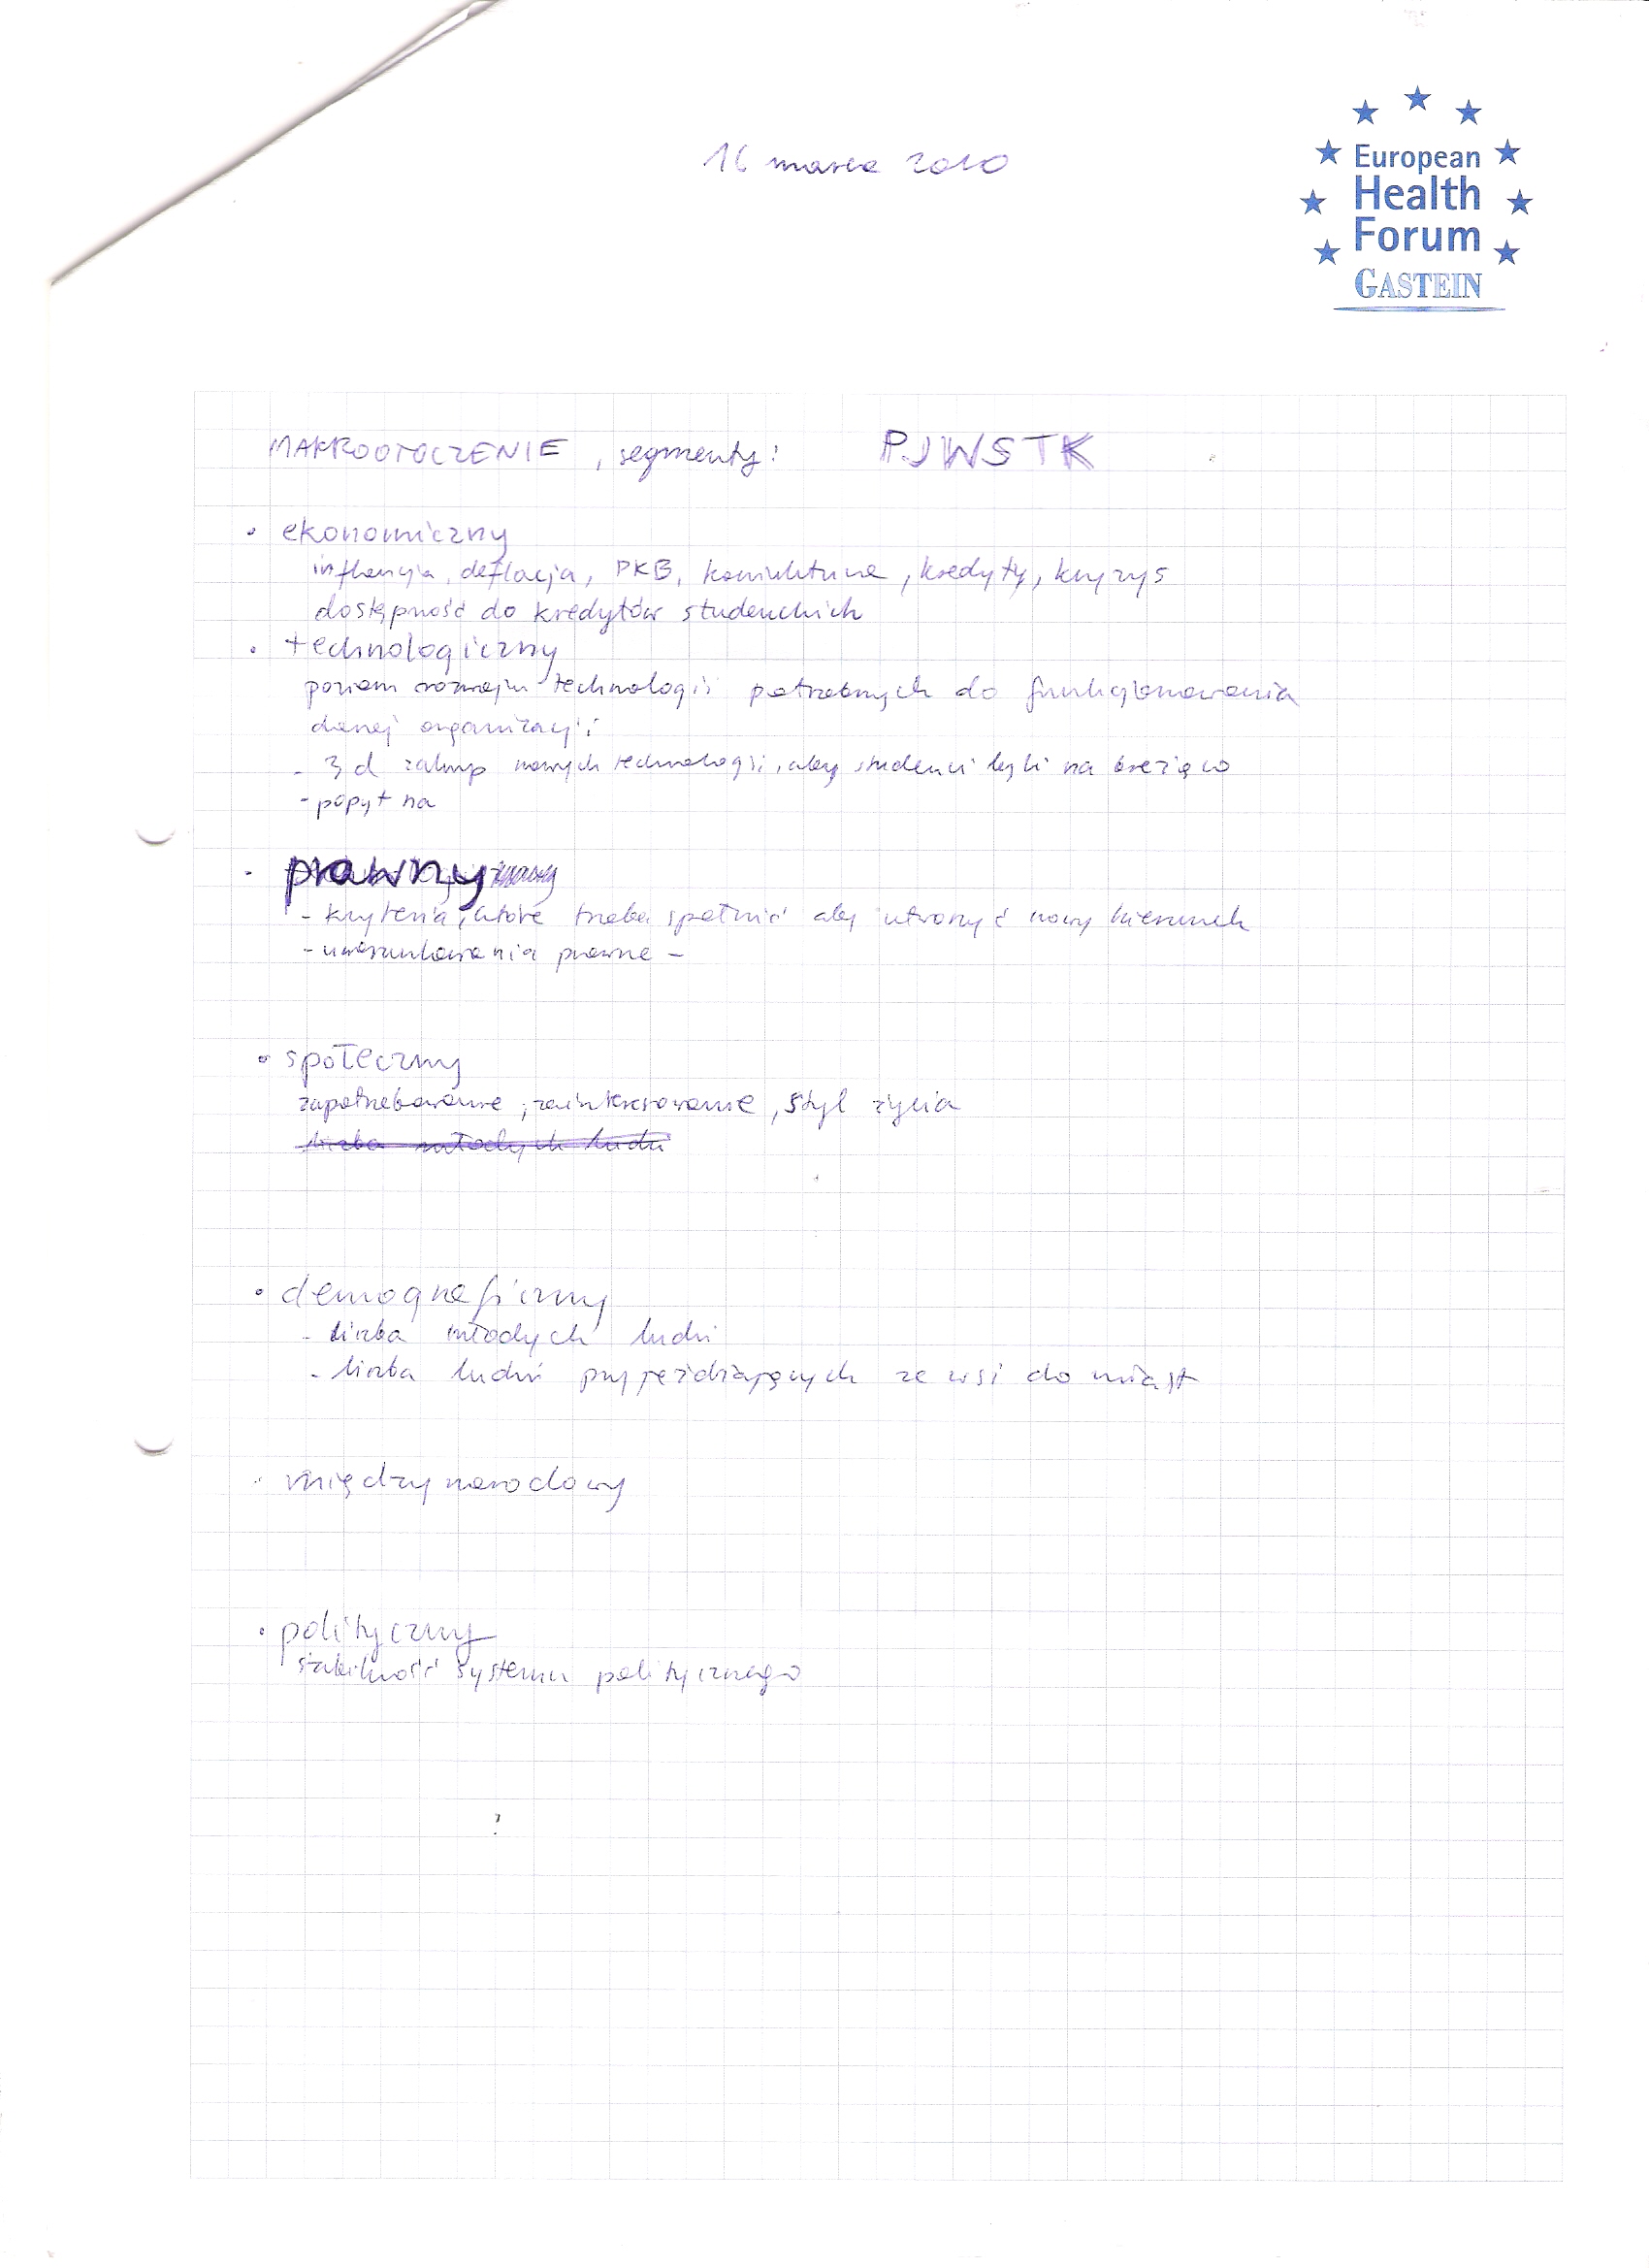 16 marca 2010
European
Health
Forum
GASTEIN
MAKROOTOCZENIE, segmenty: PJWSTK
• ekonomiczny
inflancja, deflacja, PKB, koniuktura, kredyty, kryzys
dostępność do kredytów studenckich
• technologiczny
poziom rozwoju technologii potrzebnych do funkcjonowania
danej organizacji
- 3d zakup nowych technologii, aby studenci byli na bieżąco
- popyt na
• prawny
- kryteria, które trzeba spełnić aby utworzyć nowy kierunek
- uwarunkowania prawne -
• społeczny
zapotrzebowanie, zainteresowanie, styl życia
liczba młodych ludzi
• demograficzny
- liczba młodych ludzi
- liczba ludzi przyjeżdżających ze wsi do miast
• międzynarodowy
• polityczny
stabilność systemu politycznego